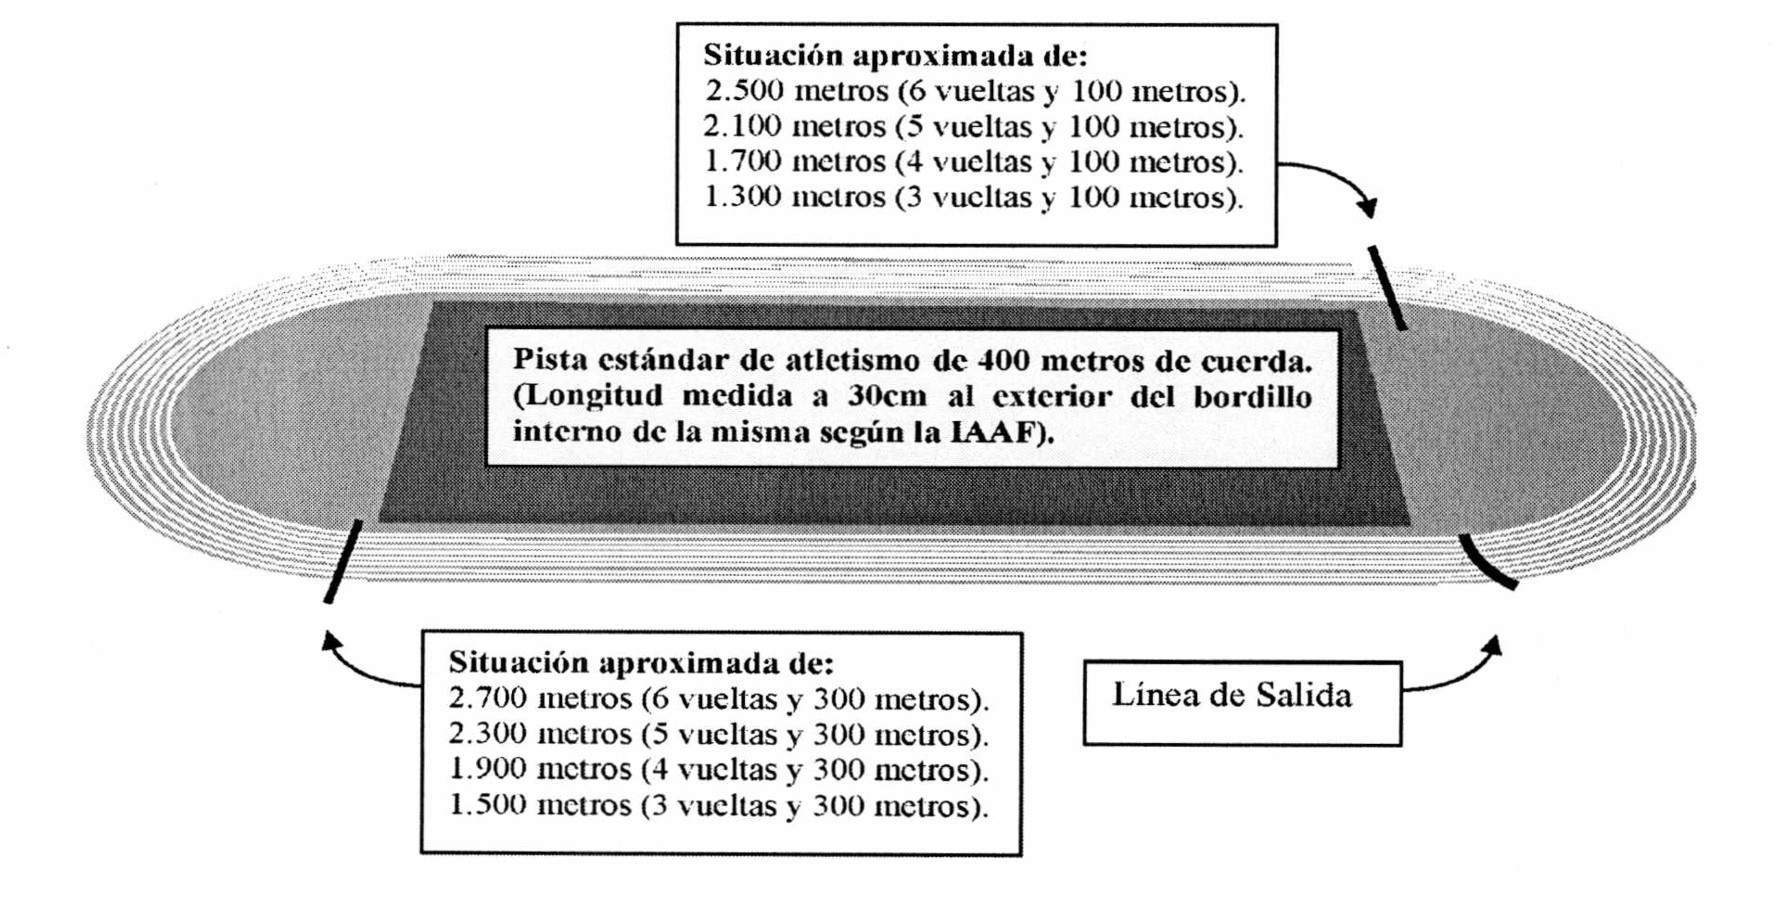 Situación aproximada de:
2.500 metros (6 vueltas y 100 metros).
2.100 metros (5 vueltas y 100 metros).
1.700 metros (4 vueltas y 100 metros).
1.300 metros (3 vueltas y 100 metros).
Pista estándar de atletismo de 400 metros de cuerda.
(Longitud medida a 30cm al exterior del bordillo
interno de la misma según la IAAF).
Situación aproximada de:
2.700 metros (6 vueltas y 300 metros).
2.300 metros (5 vueltas y 300 metros).
1.900 metros (4 vueltas y 300 metros).
1.500 metros (3 vueltas y 300 metros).
Línea de Salida